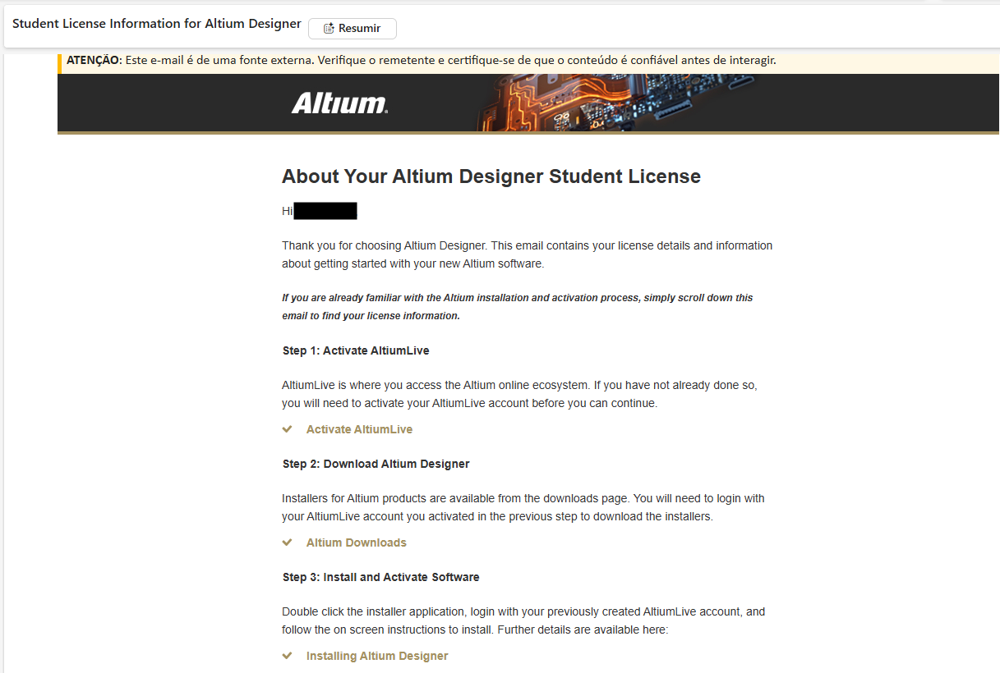 Student License Information for Altium Designer
Resumir
ATENÇÃO: Este e-mail é de uma fonte externa. Verifique o remetente e certifique-se de que o conteúdo é confiável antes de interagir.
Altium.
About Your Altium Designer Student License
Hi
Thank you for choosing Altium Designer. This email contains your license details and information
about getting started with your new Altium software.
If you are already familiar with the Altium installation and activation process, simply scroll down this
email to find your license information.
Step 1: Activate AltiumLive
AltiumLive is where you access the Altium online ecosystem. If you have not already done so,
you will need to activate your AltiumLive account before you can continue.
Activate AltiumLive
Step 2: Download Altium Designer
Installers for Altium products are available from the downloads page. You will need to login with
your AltiumLive account you activated in the previous step to download the installers.
Altium Downloads
Step 3: Install and Activate Software
Double click the installer application, login with your previously created AltiumLive account, and
follow the on screen instructions to install. Further details are available here:
Installing Altium Designer